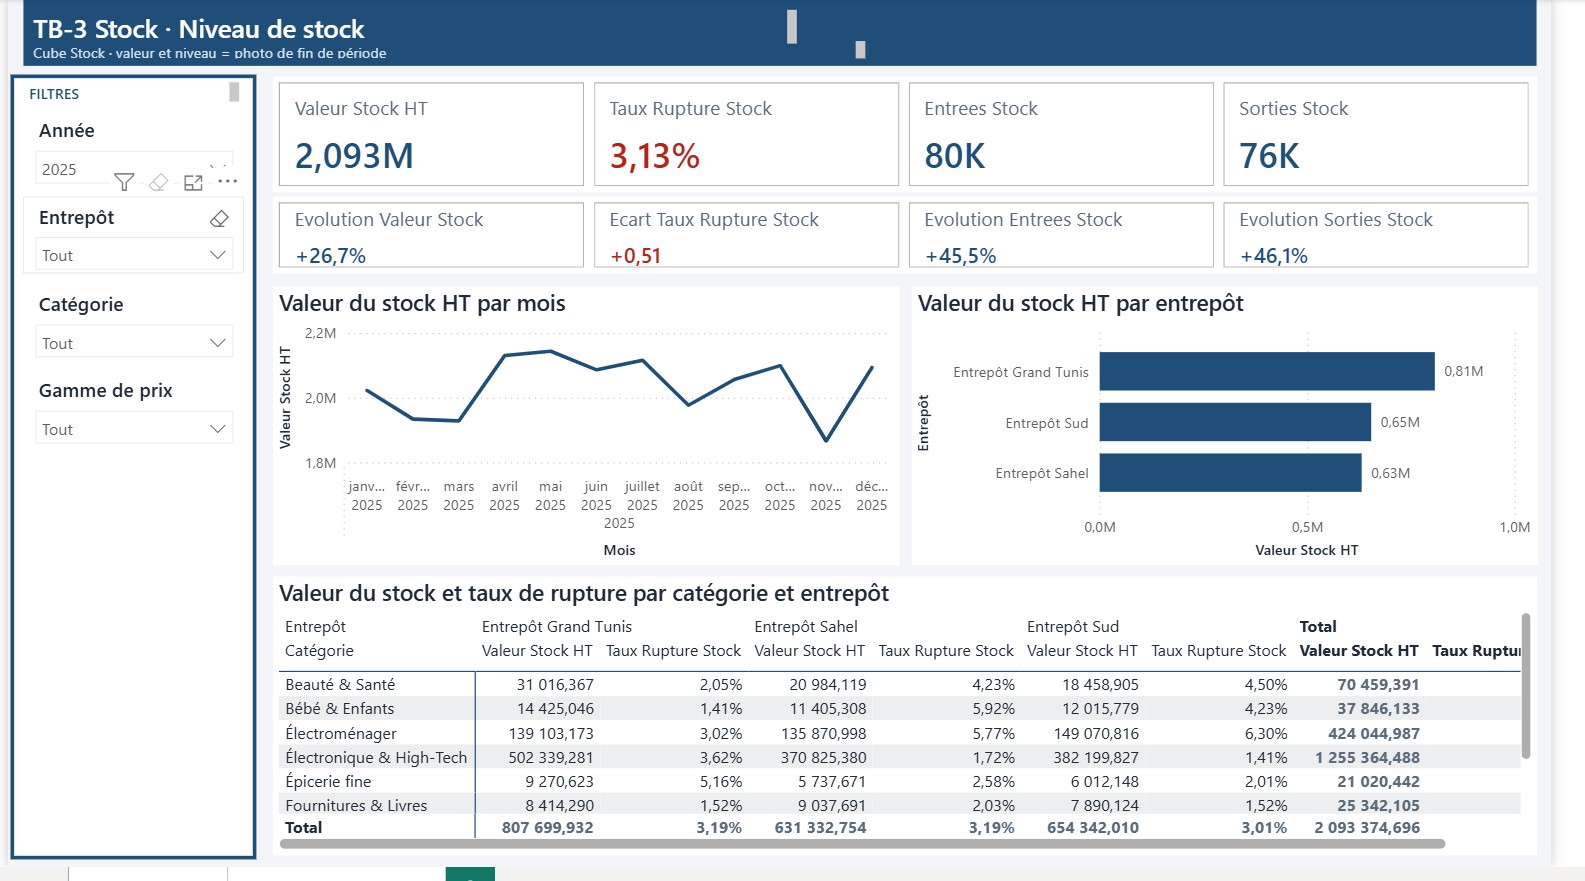 TB-3 Stock · Niveau de stock
Cube Stock · valeur et niveau = photo de fin de période
FILTRES
Année
2025
Entrepôt
Tout
Catégorie
Tout
Gamme de prix
Tout
Valeur Stock HT
2,093M
Taux Rupture Stock
3,13%
Entrees Stock
80K
Sorties Stock
76K
Evolution Valeur Stock
+26,7%
Ecart Taux Rupture Stock
+0,51
Evolution Entrees Stock
+45,5%
Evolution Sorties Stock
+46,1%
Valeur du stock HT par mois
Valeur Stock HT
2,2M
2,0M
1,8M
janv... févr... mars avril mai juin juillet août sep... oct... nov... déc...
2025 2025 2025 2025 2025 2025 2025 2025 2025 2025 2025 2025
2025
Mois
Valeur du stock HT par entrepôt
Entrepôt
Entrepôt Grand Tunis 0,81M
Entrepôt Sud 0,65M
Entrepôt Sahel 0,63M
0,0M 0,5M 1,0M
Valeur Stock HT
Valeur du stock et taux de rupture par catégorie et entrepôt
Entrepôt Entrepôt Grand Tunis Entrepôt Sahel Entrepôt Sud Total
Catégorie Valeur Stock HT Taux Rupture Stock Valeur Stock HT Taux Rupture Stock Valeur Stock HT Taux Rupture Stock Valeur Stock HT Taux Ruptu
Beauté & Santé 31 016,367 2,05% 20 984,119 4,23% 18 458,905 4,50% 70 459,391
Bébé & Enfants 14 425,046 1,41% 11 405,308 5,92% 12 015,779 4,23% 37 846,133
Électroménager 139 103,173 3,02% 135 870,998 5,77% 149 070,816 6,30% 424 044,987
Électronique & High-Tech 502 339,281 3,62% 370 825,380 1,72% 382 199,827 1,41% 1 255 364,488
Épicerie fine 9 270,623 5,16% 5 737,671 2,58% 6 012,148 2,01% 21 020,442
Fournitures & Livres 8 414,290 1,52% 9 037,691 2,03% 7 890,124 1,52% 25 342,105
Total 807 699,932 3,19% 631 332,754 3,19% 654 342,010 3,01% 2 093 374,696